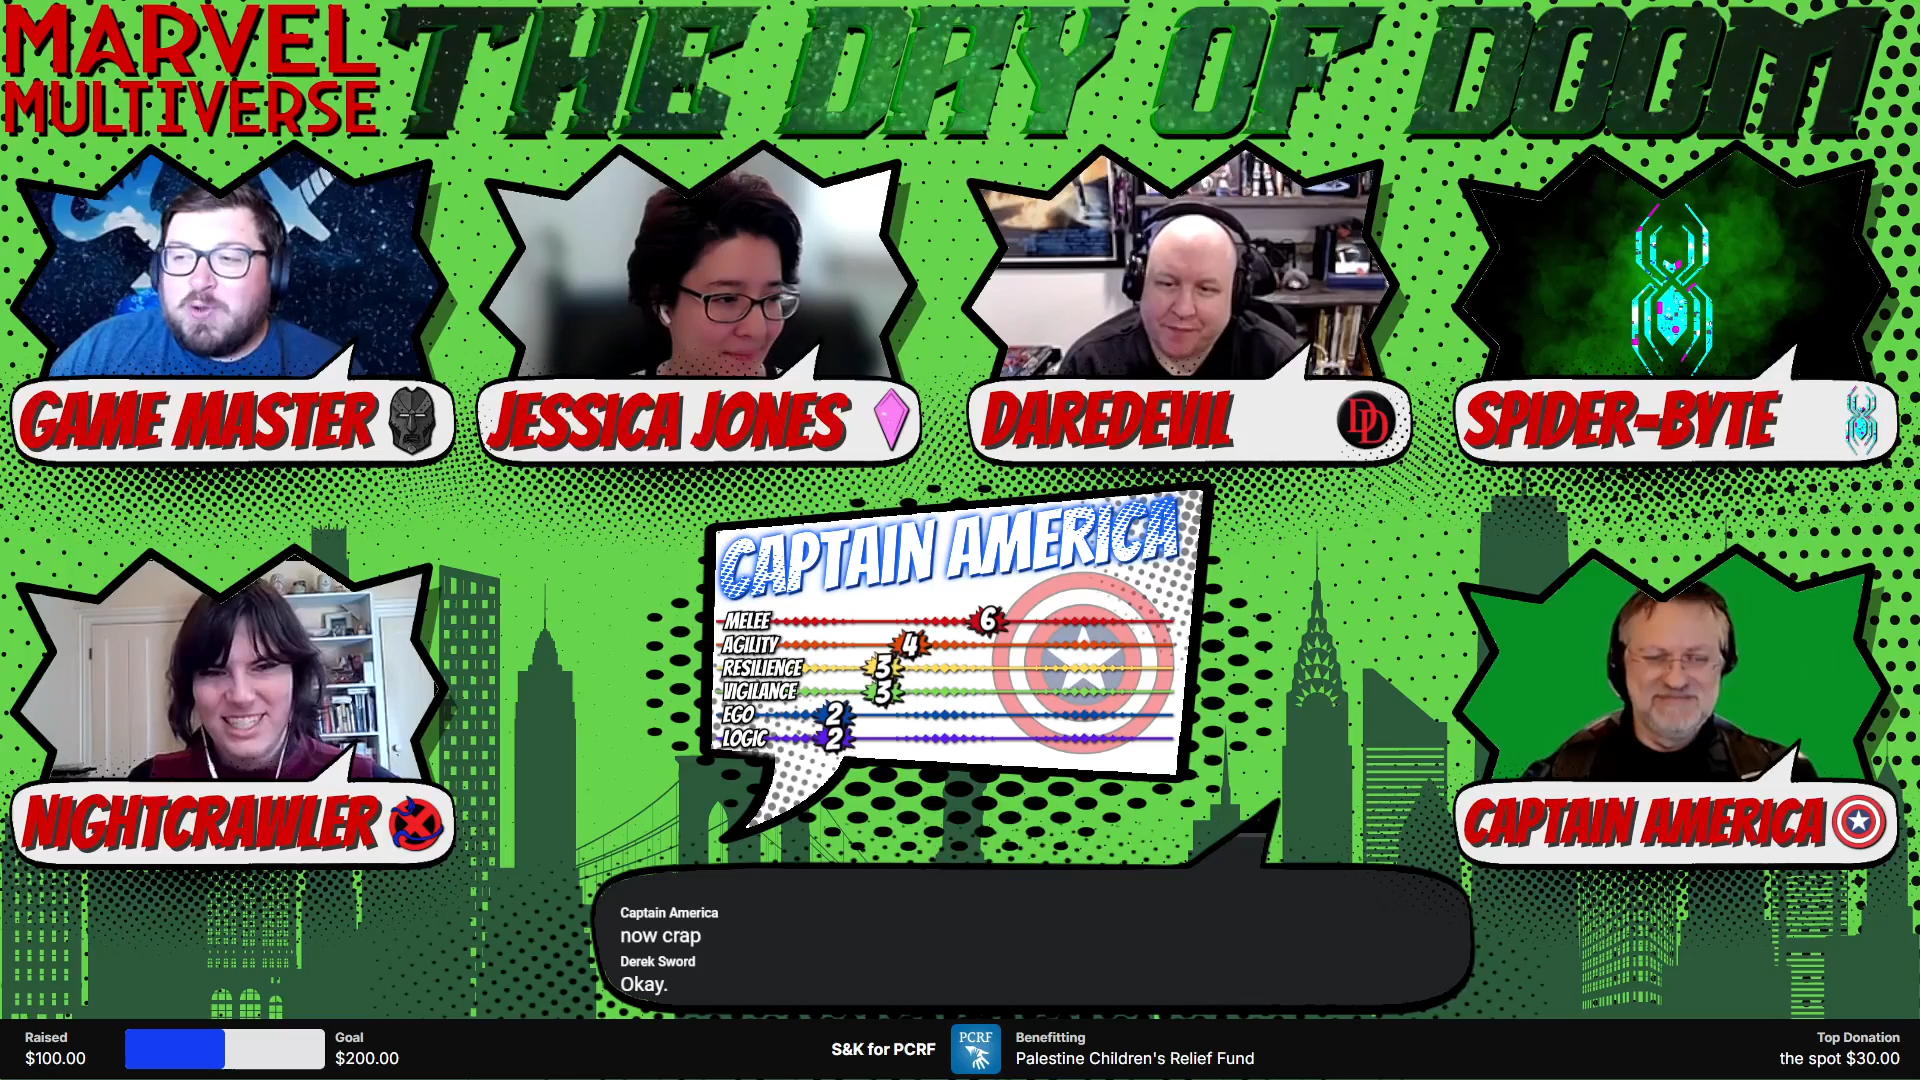 MARVEL
MULTIVERSE
THE DAY OF DOOM
GAME MASTER
JESSICA JONES
DAREDEVIL
DD
SPIDER-BYTE
CAPTAIN AMERICA
MELEE 6
AGILITY 4
RESILIENCE 3
VIGILANCE 3
EGO 2
LOGIC 2
NIGHTCRAWLER
CAPTAIN AMERICA
Captain America
now crap
Derek Sword
Okay.
Raised
$100.00
Goal
$200.00
S&K for PCRF
PCRF
Benefitting
Palestine Children's Relief Fund
Top Donation
the spot $30.00